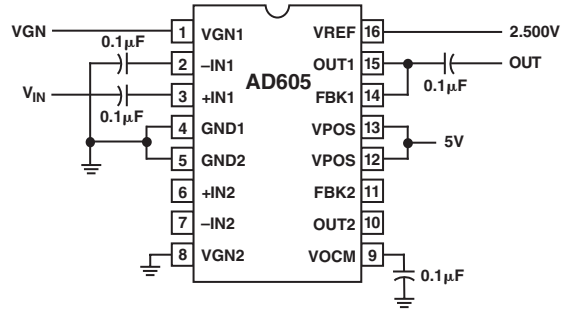 VGN 1 VGN1 VREF 16 2.500V
0.1μF
2 –IN1 OUT1 15 OUT
AD605
VIN 3 +IN1 FBK1 14 0.1μF
0.1μF
4 GND1 VPOS 13
5V
5 GND2 VPOS 12
6 +IN2 FBK2 11
7 –IN2 OUT2 10
8 VGN2 VOCM 9
0.1μF